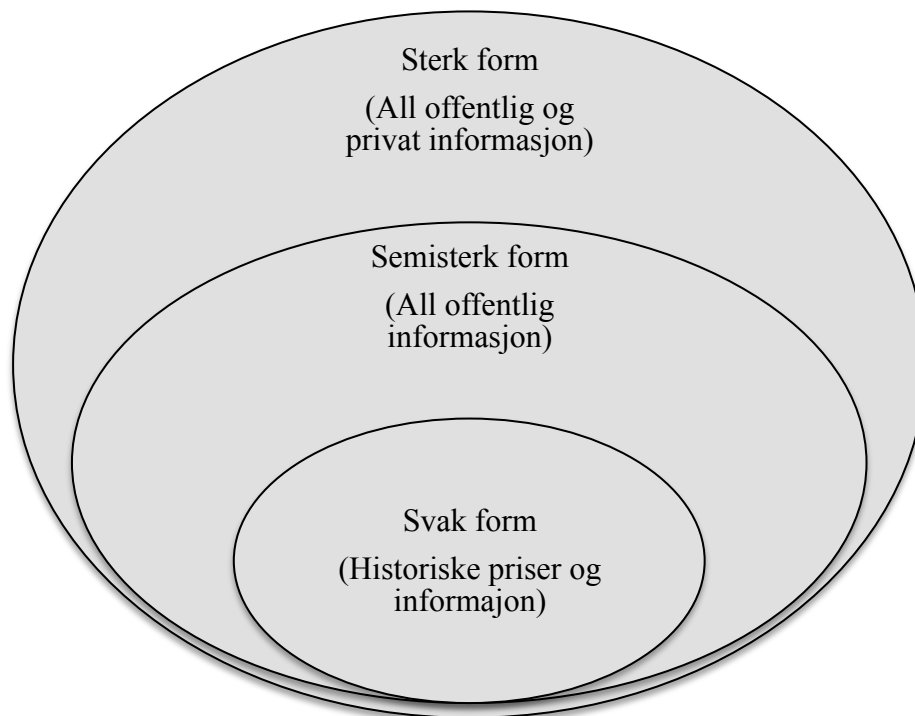 Sterk form
(All offentlig og
privat informasjon)
Semisterk form
(All offentlig
informasjon)
Svak form
(Historiske priser og
informajon)